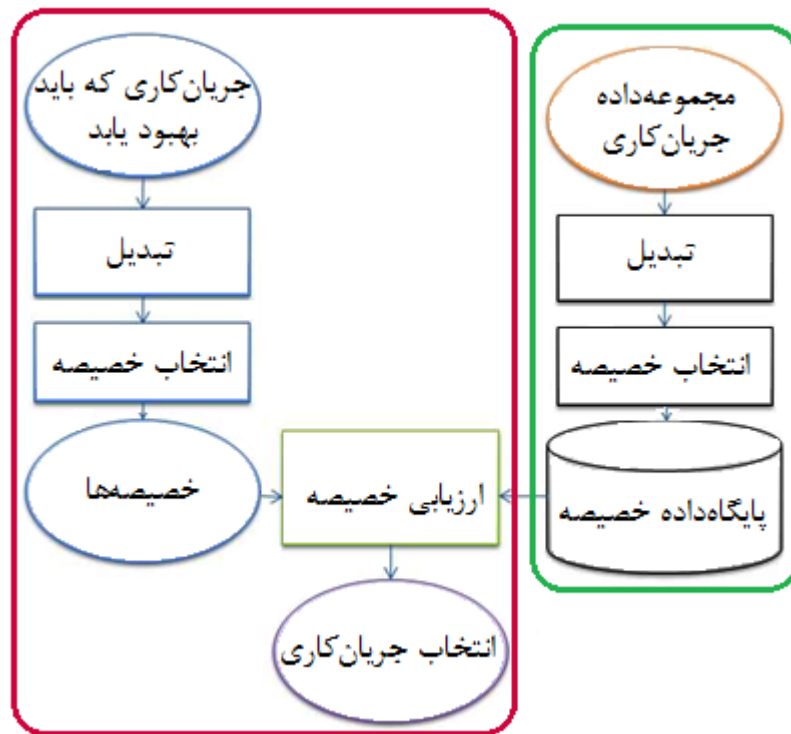 مجموعه‌داده
جریان‌کاری
تبدیل
انتخاب خصیصه
پایگاه‌داده خصیصه
جریان‌کاری که باید
بهبود یابد
تبدیل
انتخاب خصیصه
خصیصه‌ها
ارزیابی خصیصه
انتخاب جریان‌کاری